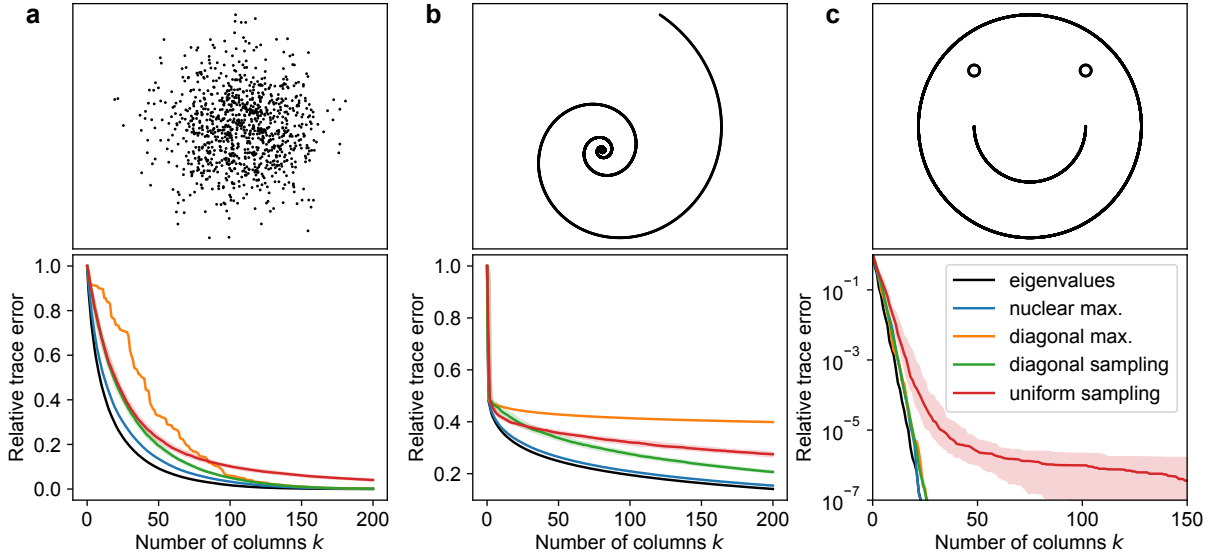 a
b
c
1.0
0.8
0.6
0.4
0.2
0.0
Relative trace error
0
50
100
150
200
Number of columns k
1.0
0.8
0.6
0.4
0.2
Relative trace error
0
50
100
150
200
Number of columns k
10−1
10−3
10−5
10−7
Relative trace error
0
50
100
150
Number of columns k
eigenvalues
nuclear max.
diagonal max.
diagonal sampling
uniform sampling